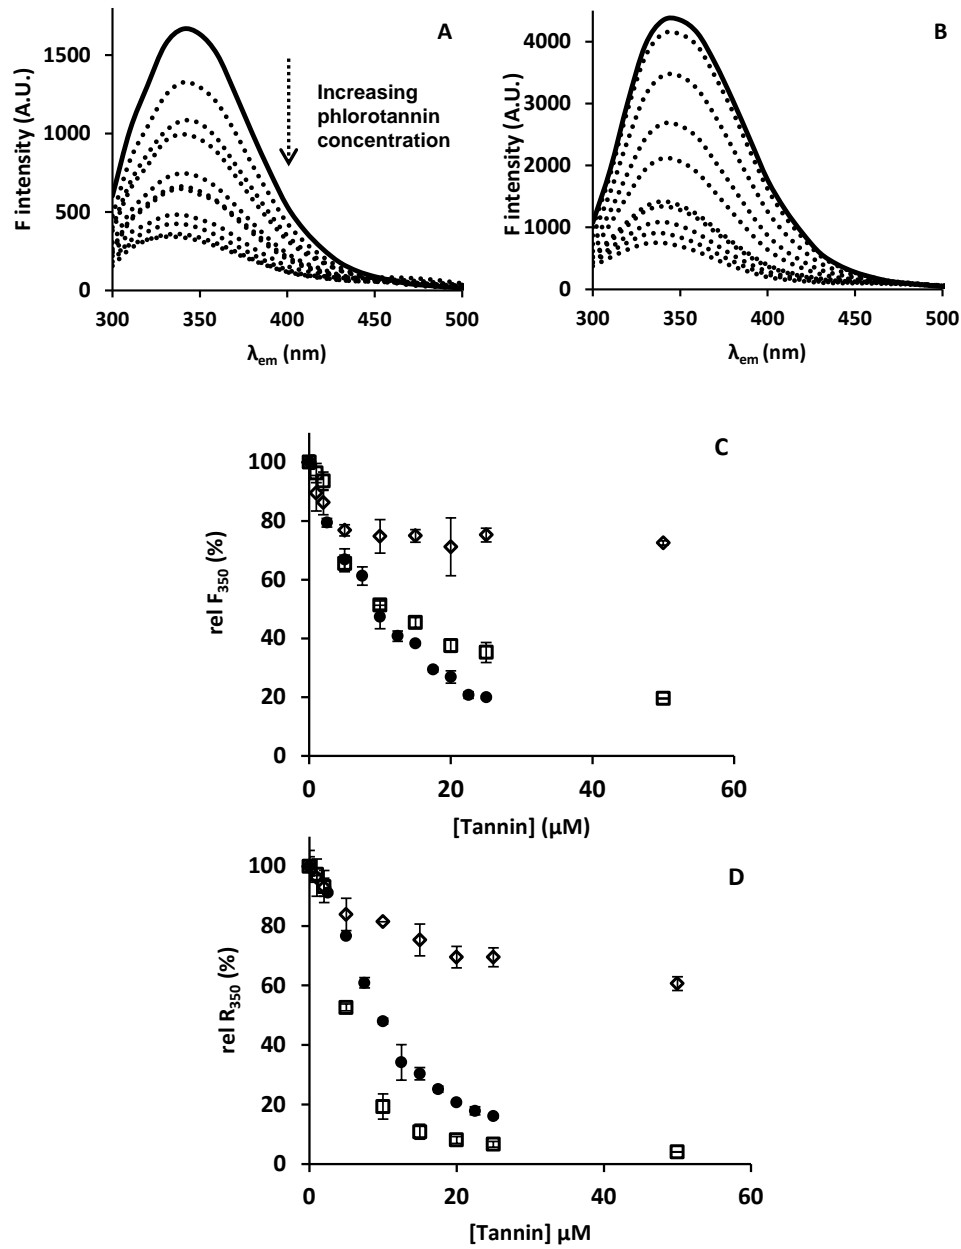 A
F intensity (A.U.)
1500
1000
500
0
Increasing
phlorotannin
concentration
300 350 400 450 500
λem (nm)
B
F intensity (A.U.)
4000
3000
2000
1000
0
300 350 400 450 500
λem (nm)
C
rel F350 (%)
100
80
60
40
20
0
0 20 40 60
[Tannin] (μM)
D
rel R350 (%)
100
80
60
40
20
0
0 20 40 60
[Tannin] μM